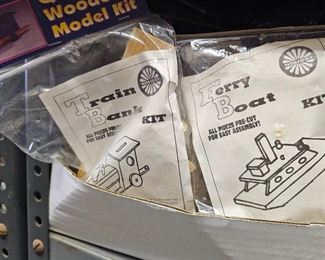 Wooden
Model Kit
Train
Bank
KIT
ALL PIECES PRE-CUT
FOR EASY ASSEMBLY!
Ferry
Boat
KIT
ALL PIECES PRE-CUT
FOR EASY ASSEMBLY!